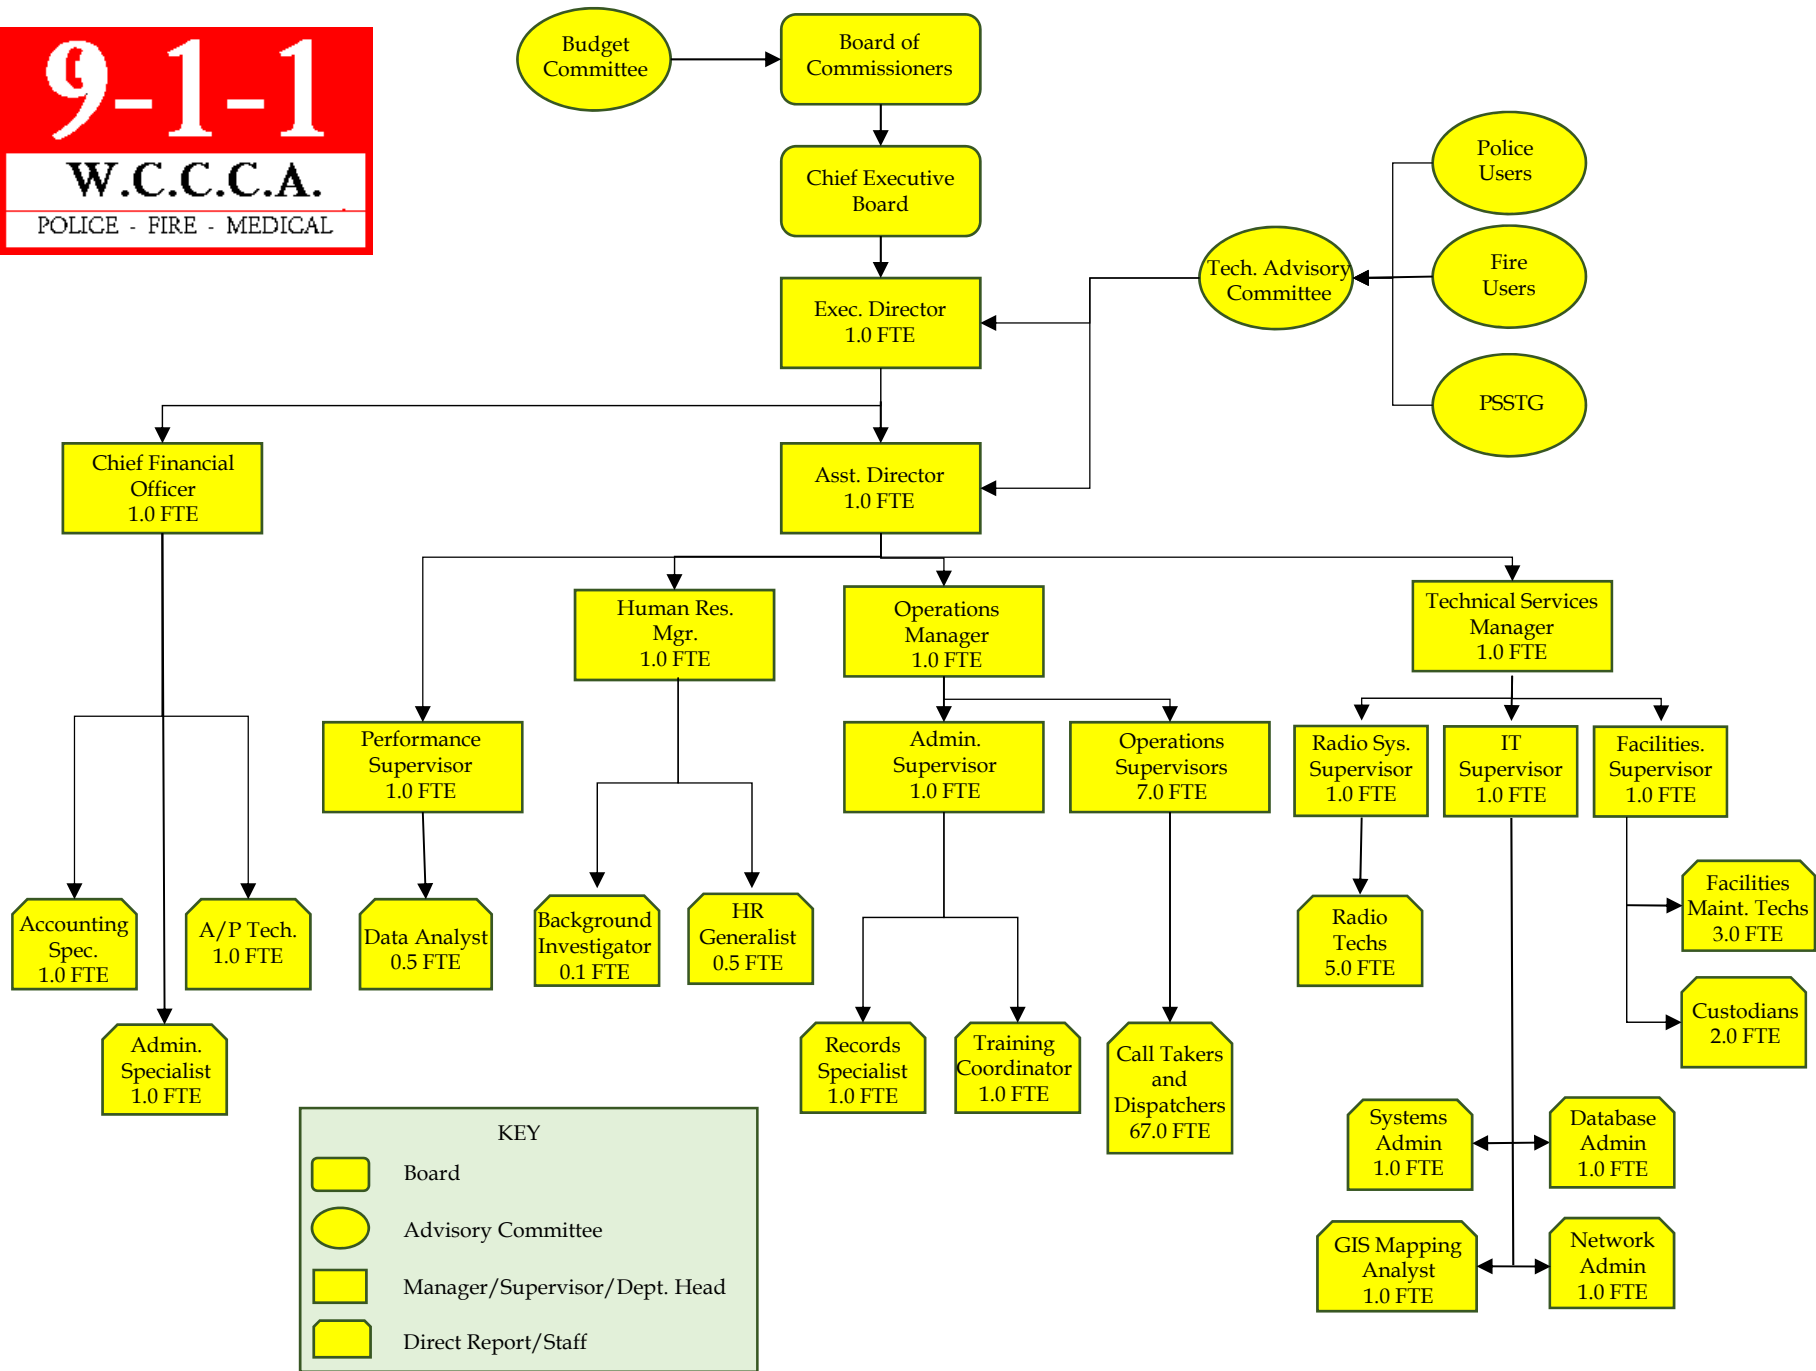 9-1-1
W.C.C.C.A.
POLICE - FIRE - MEDICAL
Budget
Committee
Board of
Commissioners
Chief Executive
Board
Police
Users
Tech. Advisory
Committee
Fire
Users
PSSTG
Exec. Director
1.0 FTE
Chief Financial
Officer
1.0 FTE
Asst. Director
1.0 FTE
Human Res.
Mgr.
1.0 FTE
Operations
Manager
1.0 FTE
Technical Services
Manager
1.0 FTE
Performance
Supervisor
1.0 FTE
Admin.
Supervisor
1.0 FTE
Operations
Supervisors
7.0 FTE
Radio Sys.
Supervisor
1.0 FTE
IT
Supervisor
1.0 FTE
Facilities.
Supervisor
1.0 FTE
Accounting
Spec.
1.0 FTE
A/P Tech.
1.0 FTE
Data Analyst
0.5 FTE
Background
Investigator
0.1 FTE
HR
Generalist
0.5 FTE
Radio
Techs
5.0 FTE
Facilities
Maint. Techs
3.0 FTE
Custodians
2.0 FTE
Admin.
Specialist
1.0 FTE
Records
Specialist
1.0 FTE
Training
Coordinator
1.0 FTE
Call Takers
and
Dispatchers
67.0 FTE
Systems
Admin
1.0 FTE
Database
Admin
1.0 FTE
GIS Mapping
Analyst
1.0 FTE
Network
Admin
1.0 FTE
KEY
Board
Advisory Committee
Manager/Supervisor/Dept. Head
Direct Report/Staff